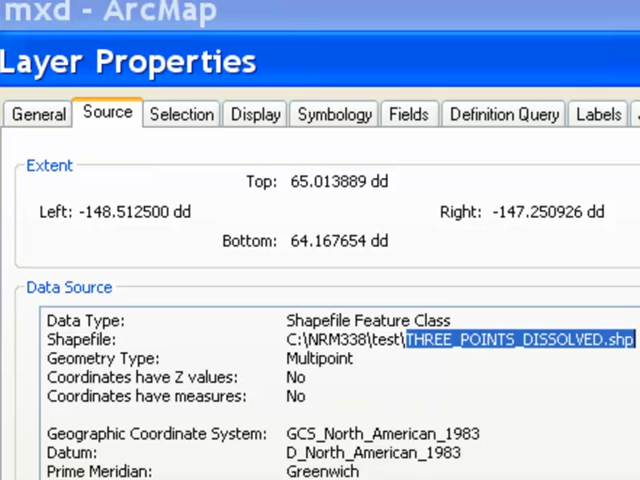 mxd - ArcMap
Layer Properties
General Source Selection Display Symbology Fields Definition Query Labels
Extent
Top: 65.013889 dd
Left: -148.512500 dd Right: -147.250926 dd
Bottom: 64.167654 dd
Data Source
Data Type: Shapefile Feature Class
Shapefile: C:\NRM338\test\THREE_POINTS_DISSOLVED.shp
Geometry Type: Multipoint
Coordinates have Z values: No
Coordinates have measures: No
Geographic Coordinate System: GCS_North_American_1983
Datum: D_North_American_1983
Prime Meridian: Greenwich